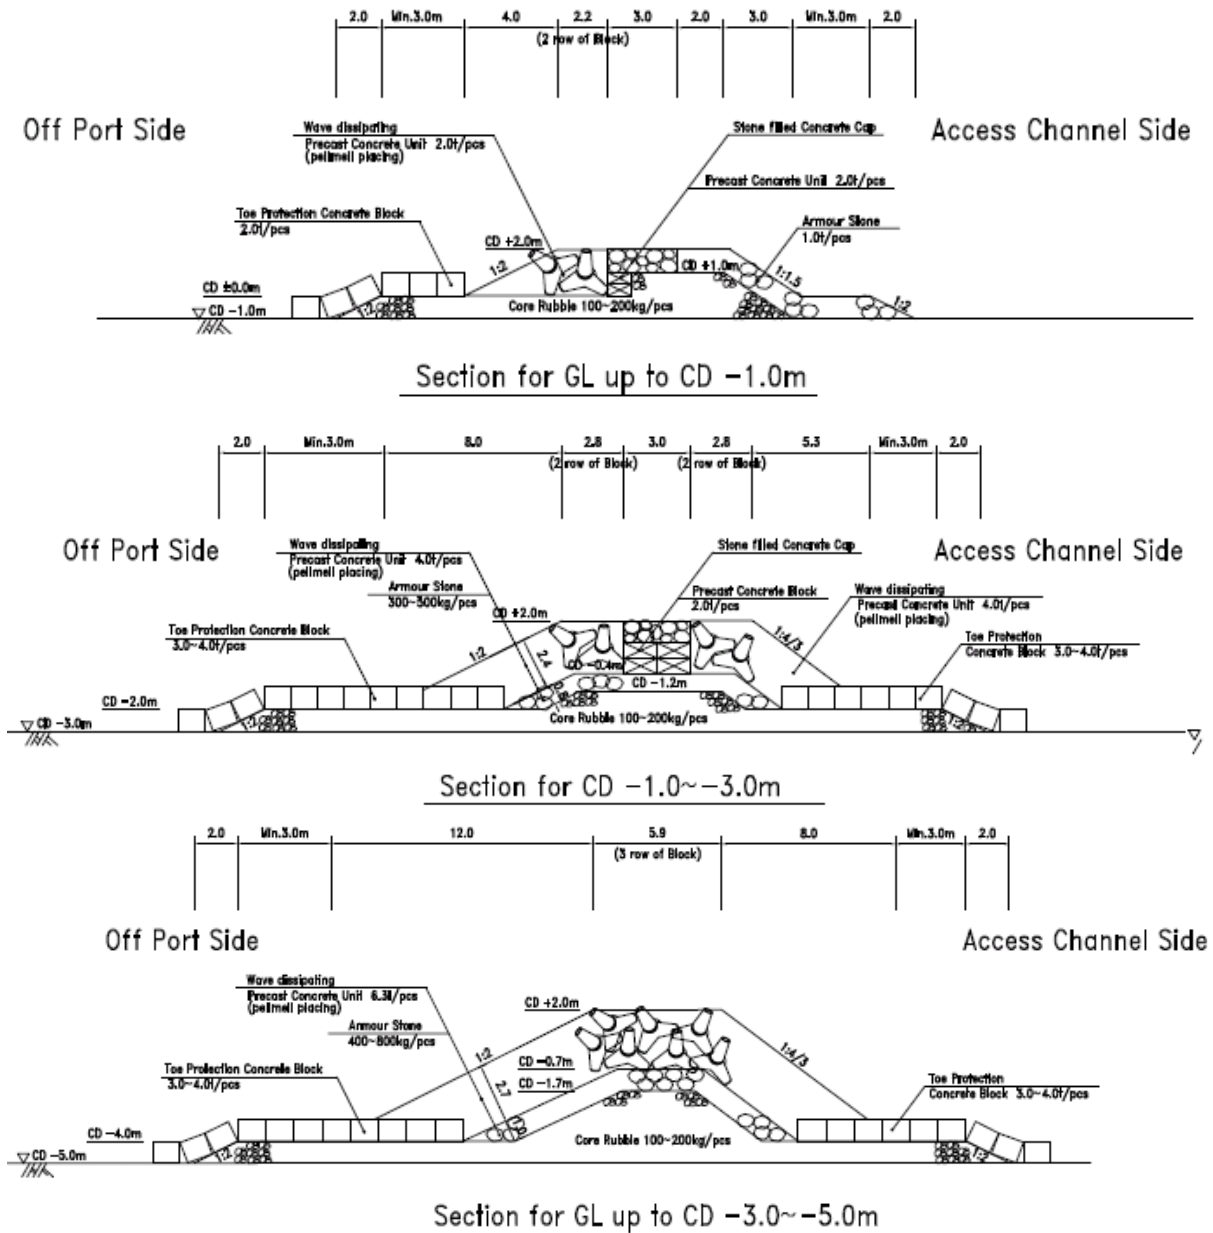 2.0 Min.3.0m 4.0 2.2 3.0 2.0 3.0 Min.3.0m 2.0
(2 row of Block)
Off Port Side
Access Channel Side
Wave dissipating
Precast Concrete Unit 2.0t/pcs
(pellmell placing)
Stone filled Concrete Cap
Precast Concrete Unit 2.0t/pcs
Toe Protection Concrete Block
2.0t/pcs
Armour Stone
1.0t/pcs
CD +2.0m
CD +1.0m
1:2
1:1.5
CD ±0.0m
CD -1.0m
1:2
Core Rubble 100~200kg/pcs
1:2
Section for GL up to CD -1.0m
2.0 Min.3.0m 8.0 2.8 3.0 2.8 5.3 Min.3.0m 2.0
(2 row of Block) (2 row of Block)
Off Port Side
Access Channel Side
Wave dissipating
Precast Concrete Unit 4.0t/pcs
(pellmell placing)
Armour Stone
300~500kg/pcs
Stone filled Concrete Cap
Precast Concrete Block
2.0t/pcs
Wave dissipating
Precast Concrete Unit 4.0t/pcs
(pellmell placing)
CD +2.0m
Toe Protection Concrete Block
3.0~4.0t/pcs
Toe Protection
Concrete Block 3.0~4.0t/pcs
1:2
2.4
1:4/3
CD -0.4m
CD -1.2m
CD -2.0m
CD -3.0m
1:2
Core Rubble 100~200kg/pcs
1:2
Section for CD -1.0~-3.0m
2.0 Min.3.0m 12.0 5.9 8.0 Min.3.0m 2.0
(3 row of Block)
Off Port Side
Access Channel Side
Wave dissipating
Precast Concrete Unit 6.3t/pcs
(pellmell placing)
Armour Stone
400~800kg/pcs
CD +2.0m
1:2
1:4/3
CD -0.7m
CD -1.7m
2.7
Toe Protection Concrete Block
3.0~4.0t/pcs
Toe Protection
Concrete Block 3.0~4.0t/pcs
CD -4.0m
CD -5.0m
1:2
1.0
Core Rubble 100~200kg/pcs
1:2
Section for GL up to CD -3.0~-5.0m